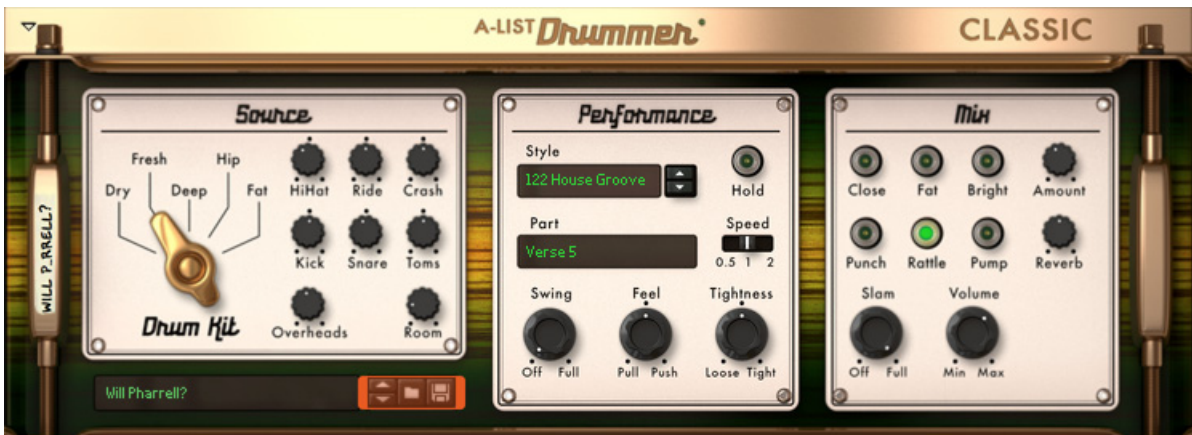 A-LIST Drummer
CLASSIC
WILL P_RRELL?
Source
Fresh
Hip
Dry
Deep
Fat
HiHat
Ride
Crash
Kick
Snare
Toms
Drum Kit
Overheads
Room
Will Pharrell?
Performance
Style
122 House Groove
Hold
Part
Speed
Verse 5
0.5 1 2
Swing
Feel
Tightness
Off Full
Pull Push
Loose Tight
Mix
Close
Fat
Bright
Amount
Punch
Rattle
Pump
Reverb
Slam
Volume
Off Full
Min Max